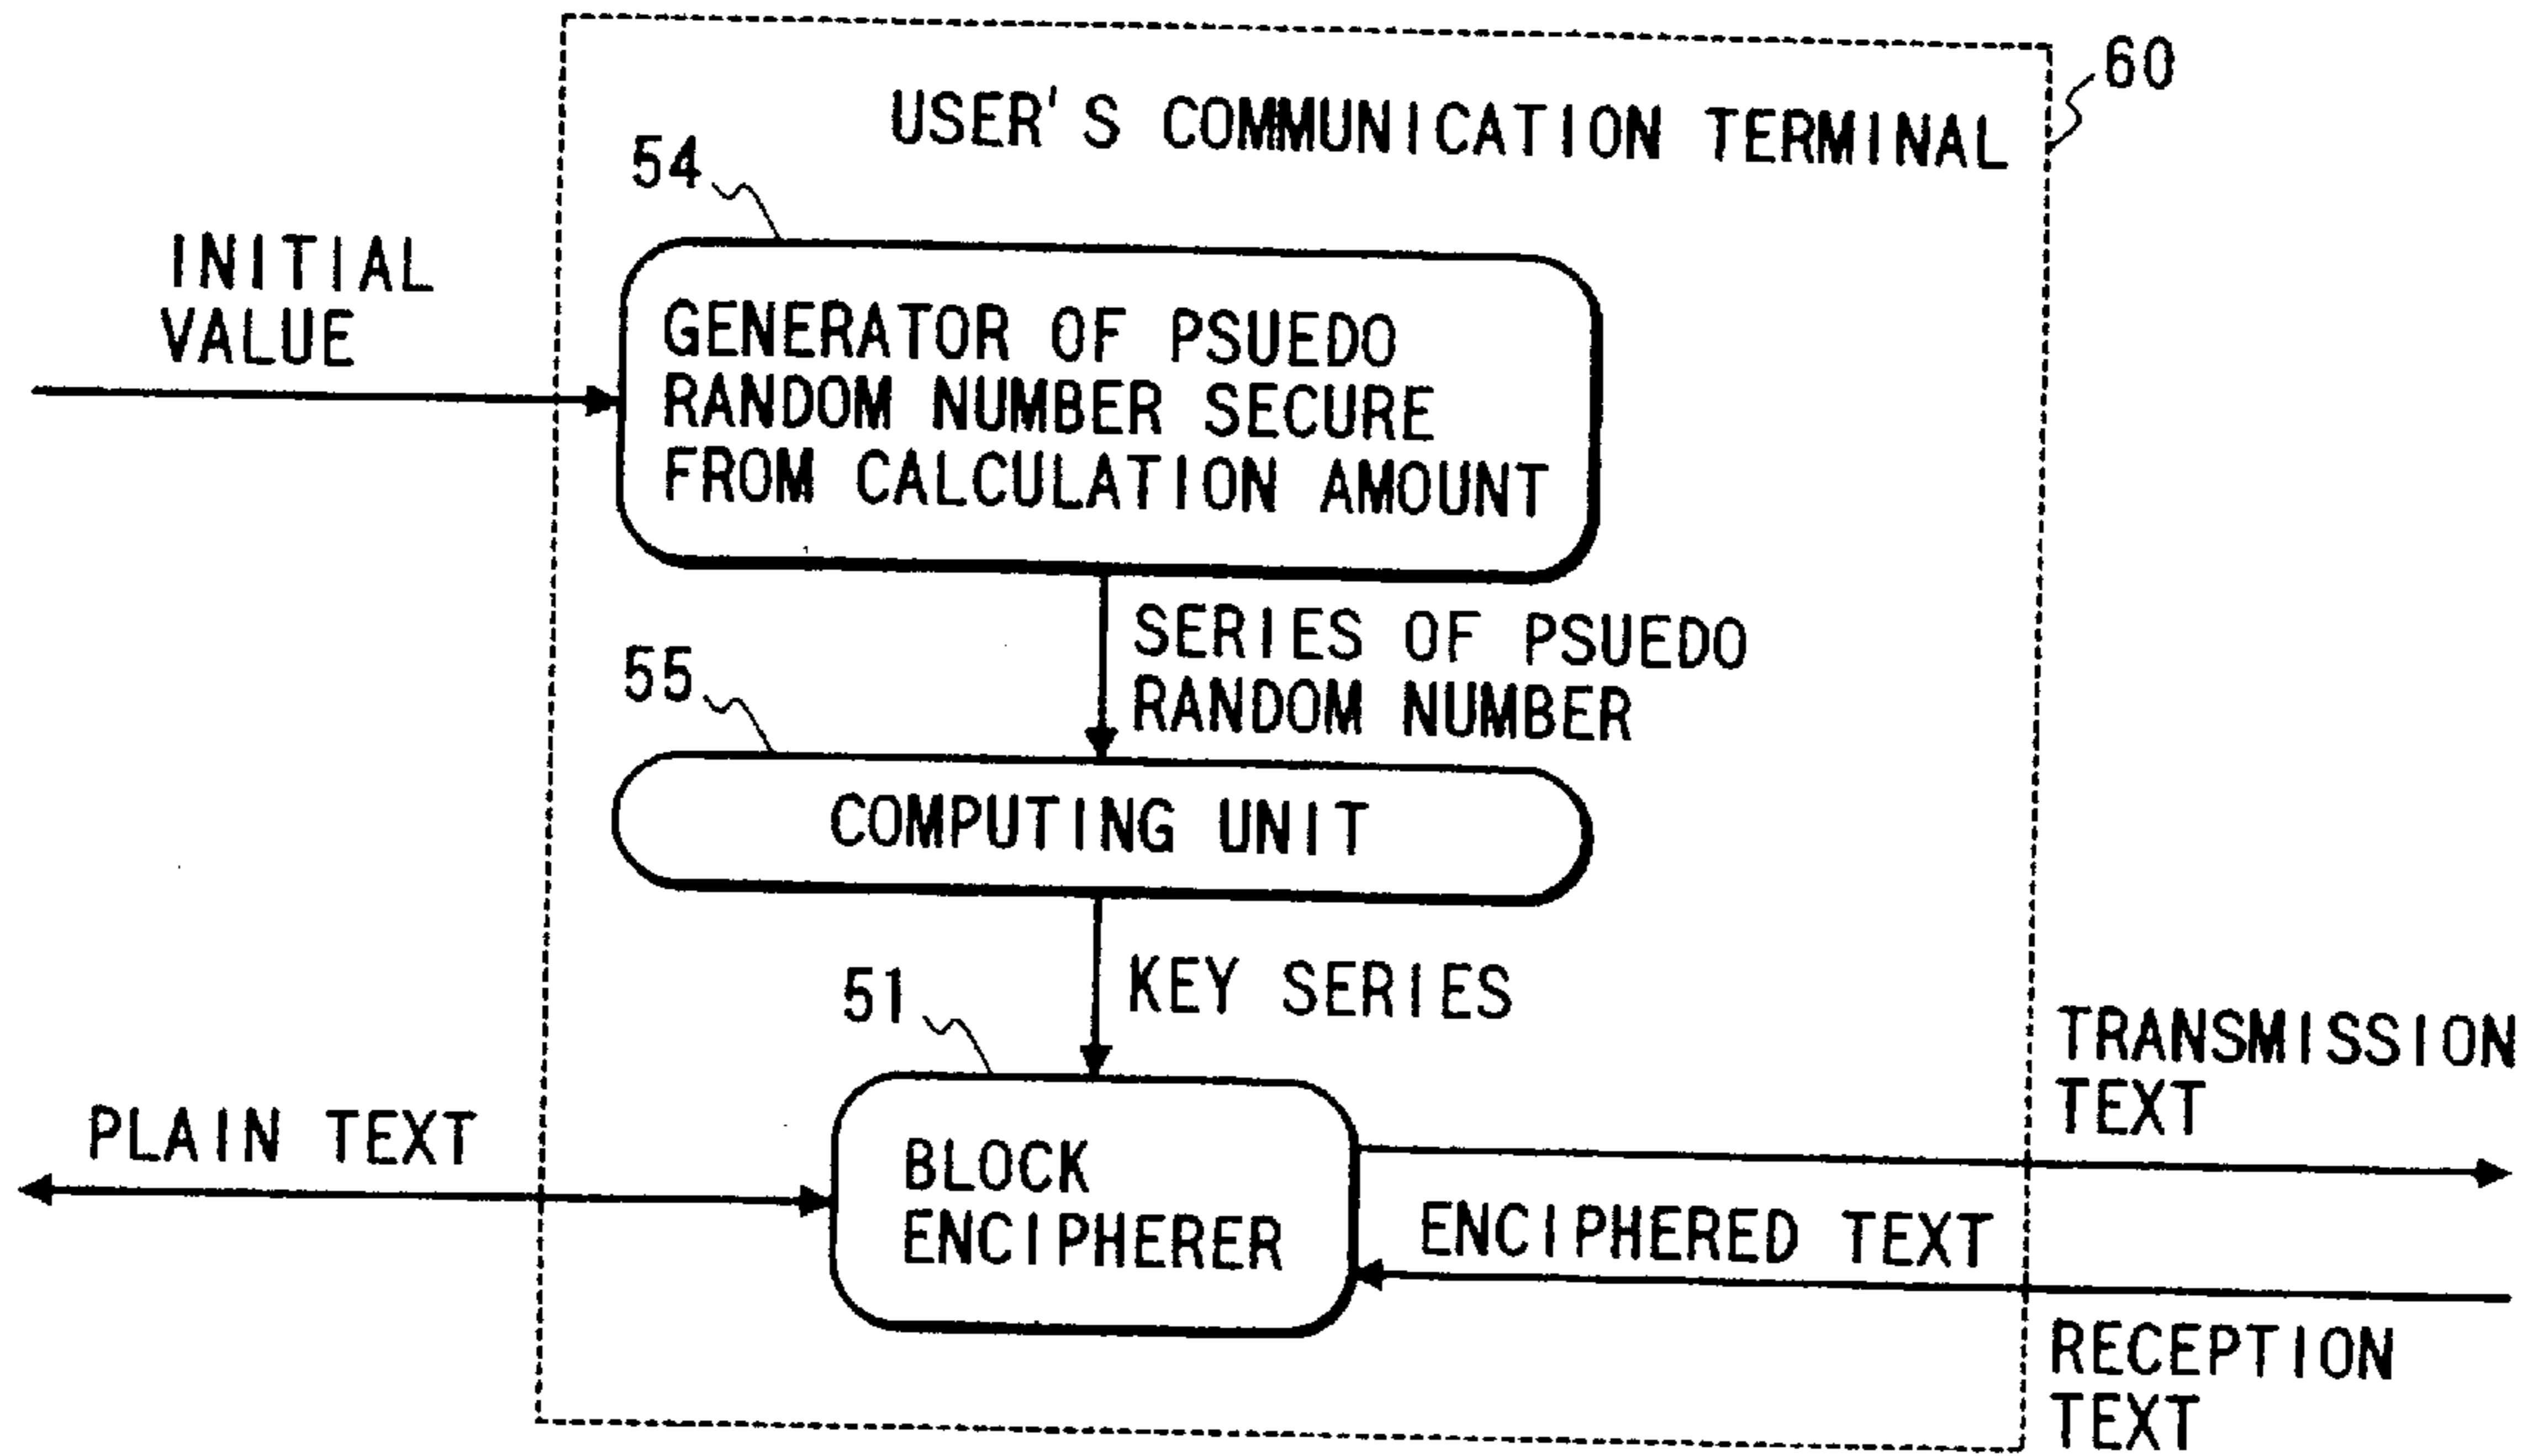 60
USER'S COMMUNICATION TERMINAL
54
INITIAL
VALUE
GENERATOR OF PSUEDO
RANDOM NUMBER SECURE
FROM CALCULATION AMOUNT
SERIES OF PSUEDO
RANDOM NUMBER
55
COMPUTING UNIT
KEY SERIES
51
TRANSMISSION
TEXT
PLAIN TEXT
BLOCK
ENCIPHERER
ENCIPHERED TEXT
RECEPTION
TEXT